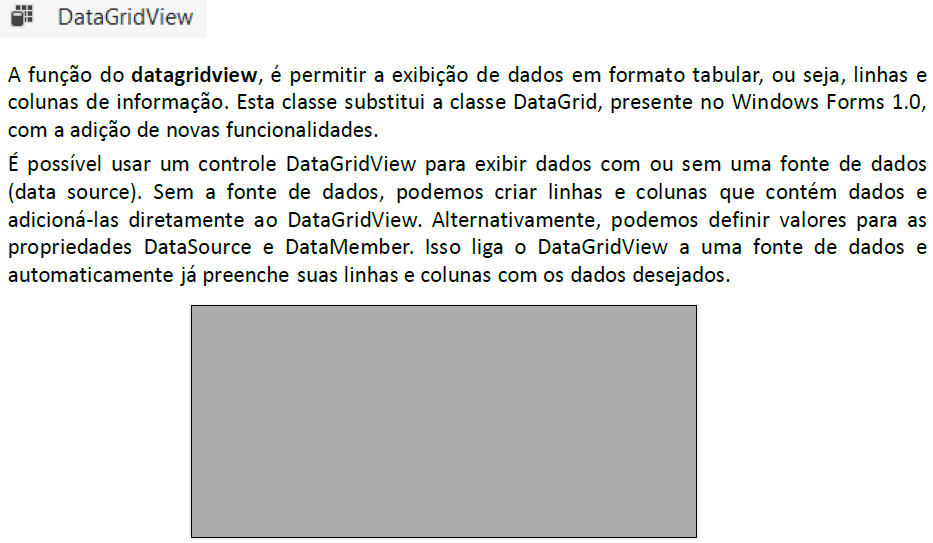 DataGridView
A função do datagridview, é permitir a exibição de dados em formato tabular, ou seja, linhas e
colunas de informação. Esta classe substitui a classe DataGrid, presente no Windows Forms 1.0,
com a adição de novas funcionalidades.
É possível usar um controle DataGridView para exibir dados com ou sem uma fonte de dados
(data source). Sem a fonte de dados, podemos criar linhas e colunas que contém dados e
adicioná-las diretamente ao DataGridView. Alternativamente, podemos definir valores para as
propriedades DataSource e DataMember. Isso liga o DataGridView a uma fonte de dados e
automaticamente já preenche suas linhas e colunas com os dados desejados.